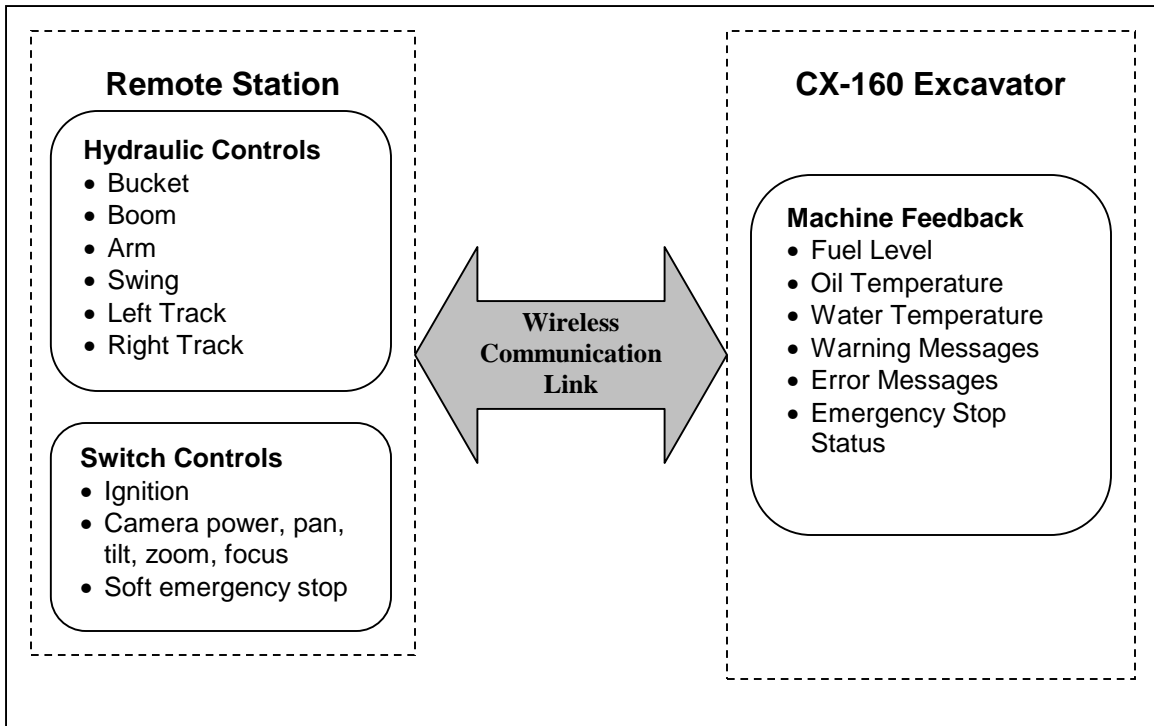 Remote Station
Hydraulic Controls
• Bucket
• Boom
• Arm
• Swing
• Left Track
• Right Track
Switch Controls
• Ignition
• Camera power, pan,
tilt, zoom, focus
• Soft emergency stop
Wireless
Communication
Link
CX-160 Excavator
Machine Feedback
• Fuel Level
• Oil Temperature
• Water Temperature
• Warning Messages
• Error Messages
• Emergency Stop
Status